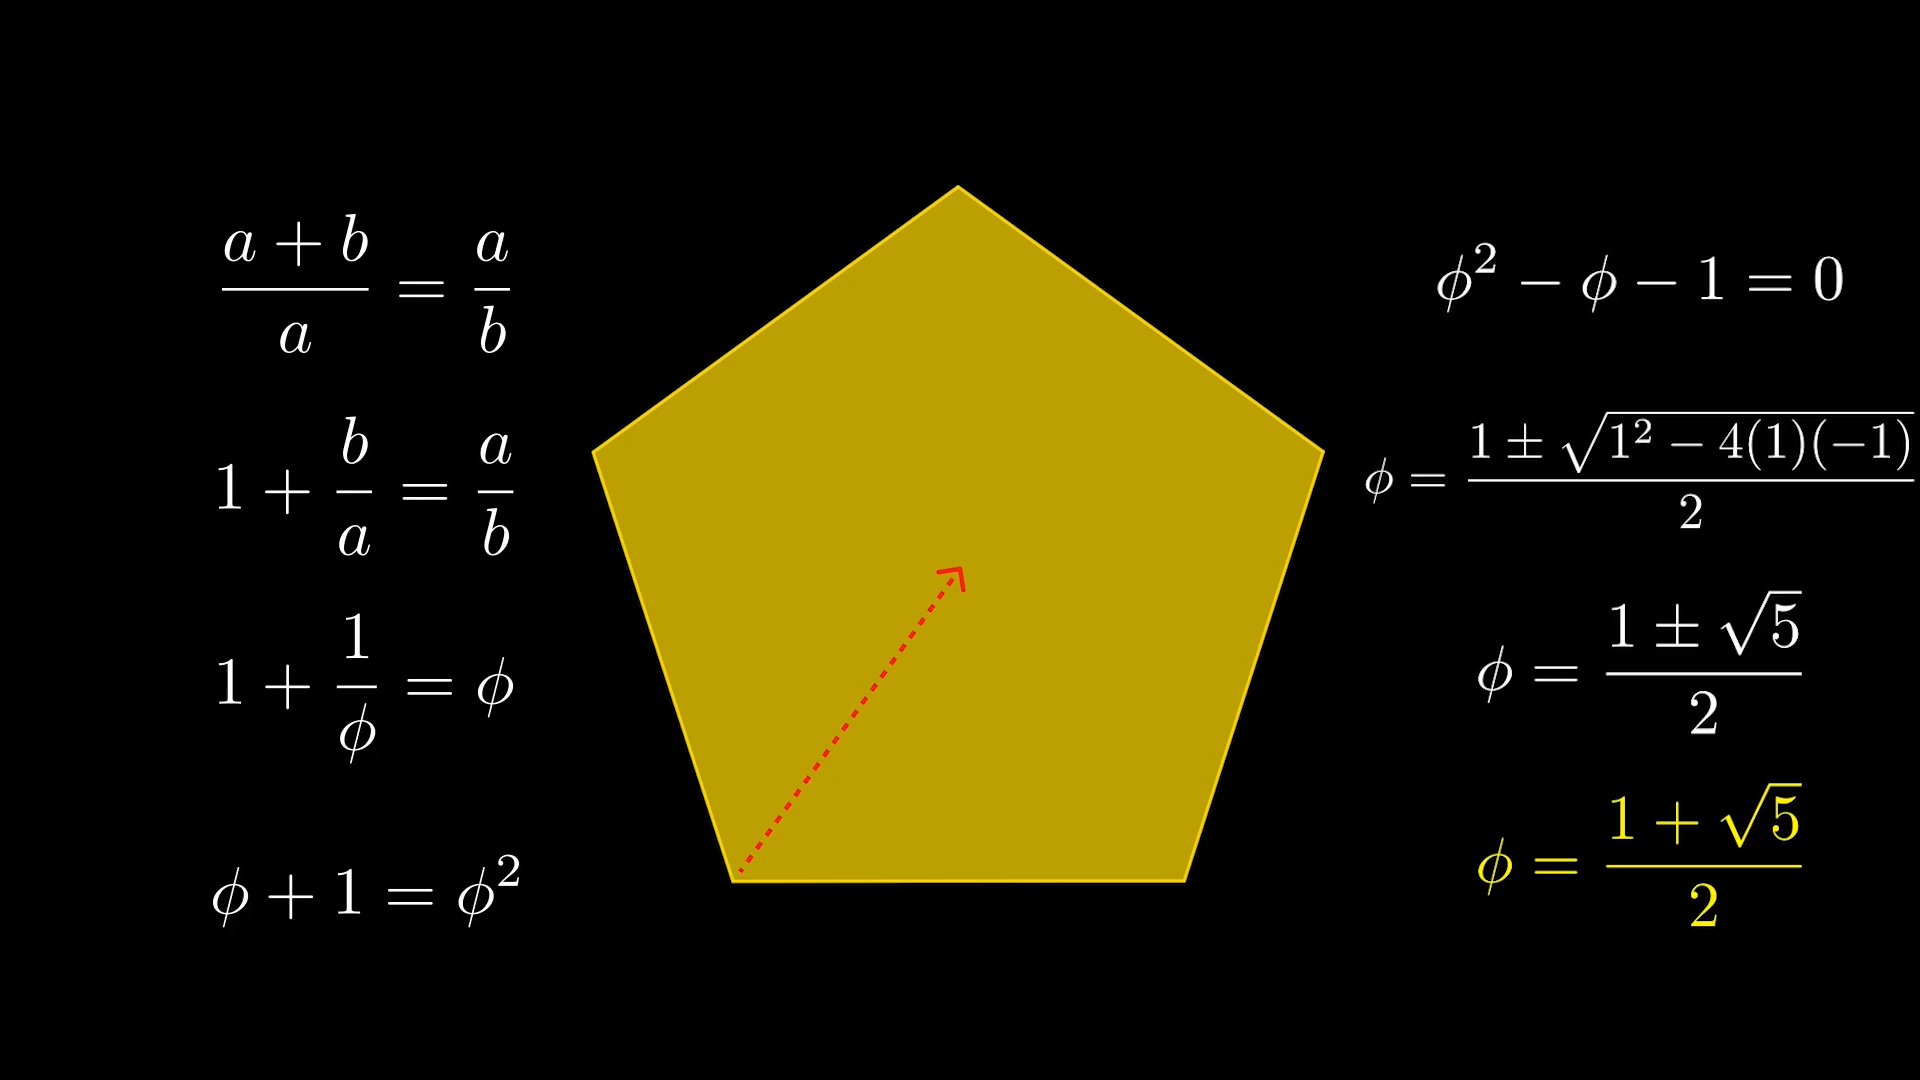 (a + b)/a = a/b
1 + b/a = a/b
1 + 1/ϕ = ϕ
ϕ + 1 = ϕ²
ϕ² − ϕ − 1 = 0
ϕ = (1 ± √(1² − 4(1)(−1)))/2
ϕ = (1 ± √5)/2
ϕ = (1 + √5)/2